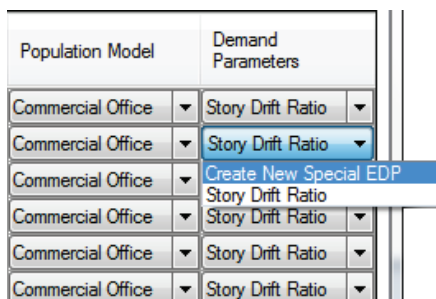 Population Model
Demand
Parameters
Commercial Office Story Drift Ratio
Commercial Office Story Drift Ratio
Commercial Office Create New Special EDP
Story Drift Ratio
Commercial Office Story Drift Ratio
Commercial Office Story Drift Ratio
Commercial Office Story Drift Ratio